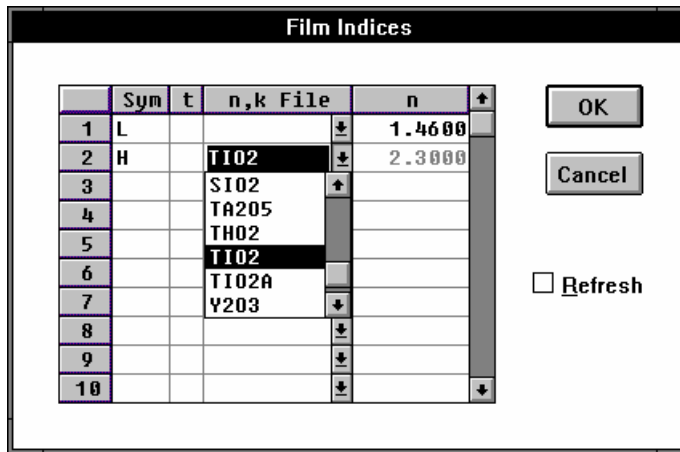 Film Indices
Sym t n,k File n
1 L 1.4600
2 H TIO2 2.3000
3 SIO2
4 TA2O5
5 THO2
TIO2
6 TIO2A
7 Y2O3
8
9
10
OK
Cancel
Refresh